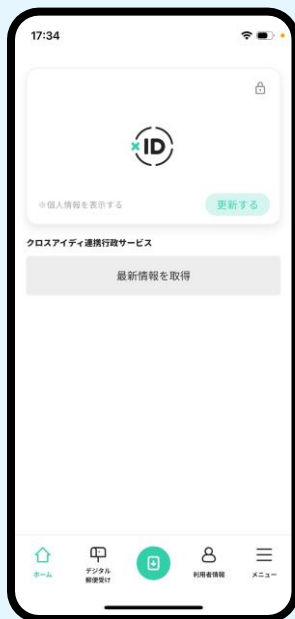 17:34
×ID
※個人情報を表示する
更新する
クロスアイディ連携行政サービス
最新情報を取得
ホーム
デジタル
郵便受け
利用者情報
メニュー